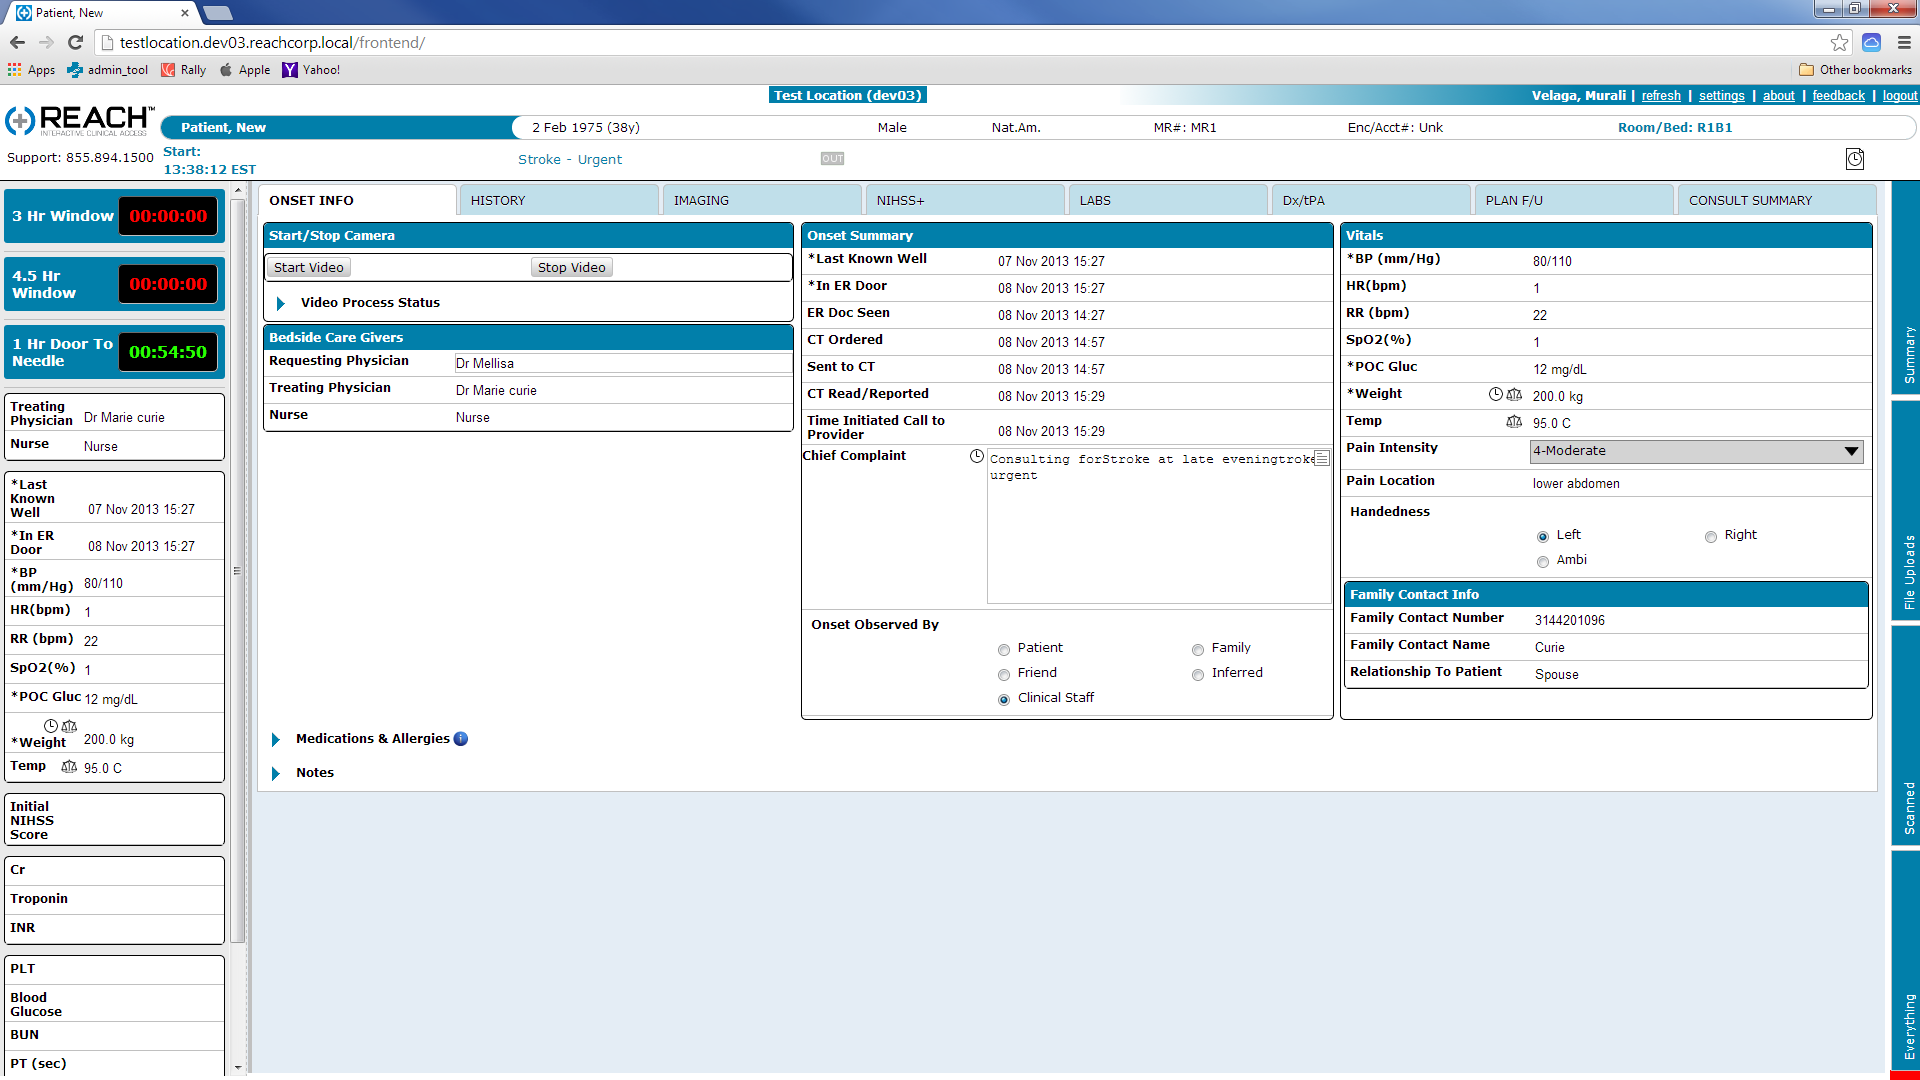 Patient, New
testlocation.dev03.reachcorp.local/frontend/
Apps admin_tool Rally Apple Yahoo! Other bookmarks
Test Location (dev03) Velaga, Murali | refresh | settings | about | feedback | logout
REACH™
INTERACTIVE CLINICAL ACCESS
Patient, New 2 Feb 1975 (38y) Male Nat.Am. MR#: MR1 Enc/Acct#: Unk Room/Bed: R1B1
Support: 855.894.1500
Start:
13:38:12 EST
Stroke - Urgent OUT
3 Hr Window 00:00:00
4.5 Hr
Window
00:00:00
1 Hr Door To
Needle
00:54:50
Treating
Physician Dr Marie curie
Nurse Nurse
*Last
Known
Well 07 Nov 2013 15:27
*In ER
Door 08 Nov 2013 15:27
*BP
(mm/Hg) 80/110
HR(bpm) 1
RR (bpm) 22
SpO2(%) 1
*POC Gluc 12 mg/dL
*Weight 200.0 kg
Temp 95.0 C
Initial
NIHSS
Score
Cr
Troponin
INR
PLT
Blood
Glucose
BUN
PT (sec)
ONSET INFO HISTORY IMAGING NIHSS+ LABS Dx/tPA PLAN F/U CONSULT SUMMARY
Start/Stop Camera
Start Video Stop Video
Video Process Status
Bedside Care Givers
Requesting Physician Dr Mellisa
Treating Physician Dr Marie curie
Nurse Nurse
Medications & Allergies i
Notes
Onset Summary
*Last Known Well 07 Nov 2013 15:27
*In ER Door 08 Nov 2013 15:27
ER Doc Seen 08 Nov 2013 14:27
CT Ordered 08 Nov 2013 14:57
Sent to CT 08 Nov 2013 14:57
CT Read/Reported 08 Nov 2013 15:29
Time Initiated Call to
Provider 08 Nov 2013 15:29
Chief Complaint Consulting forStroke at late eveningtroke
urgent
Onset Observed By
Patient Family
Friend Inferred
Clinical Staff
Vitals
*BP (mm/Hg) 80/110
HR(bpm) 1
RR (bpm) 22
SpO2(%) 1
*POC Gluc 12 mg/dL
*Weight 200.0 kg
Temp 95.0 C
Pain Intensity 4-Moderate
Pain Location lower abdomen
Handedness
Left Right
Ambi
Family Contact Info
Family Contact Number 3144201096
Family Contact Name Curie
Relationship To Patient Spouse
Summary
File Uploads
Scanned
Everything